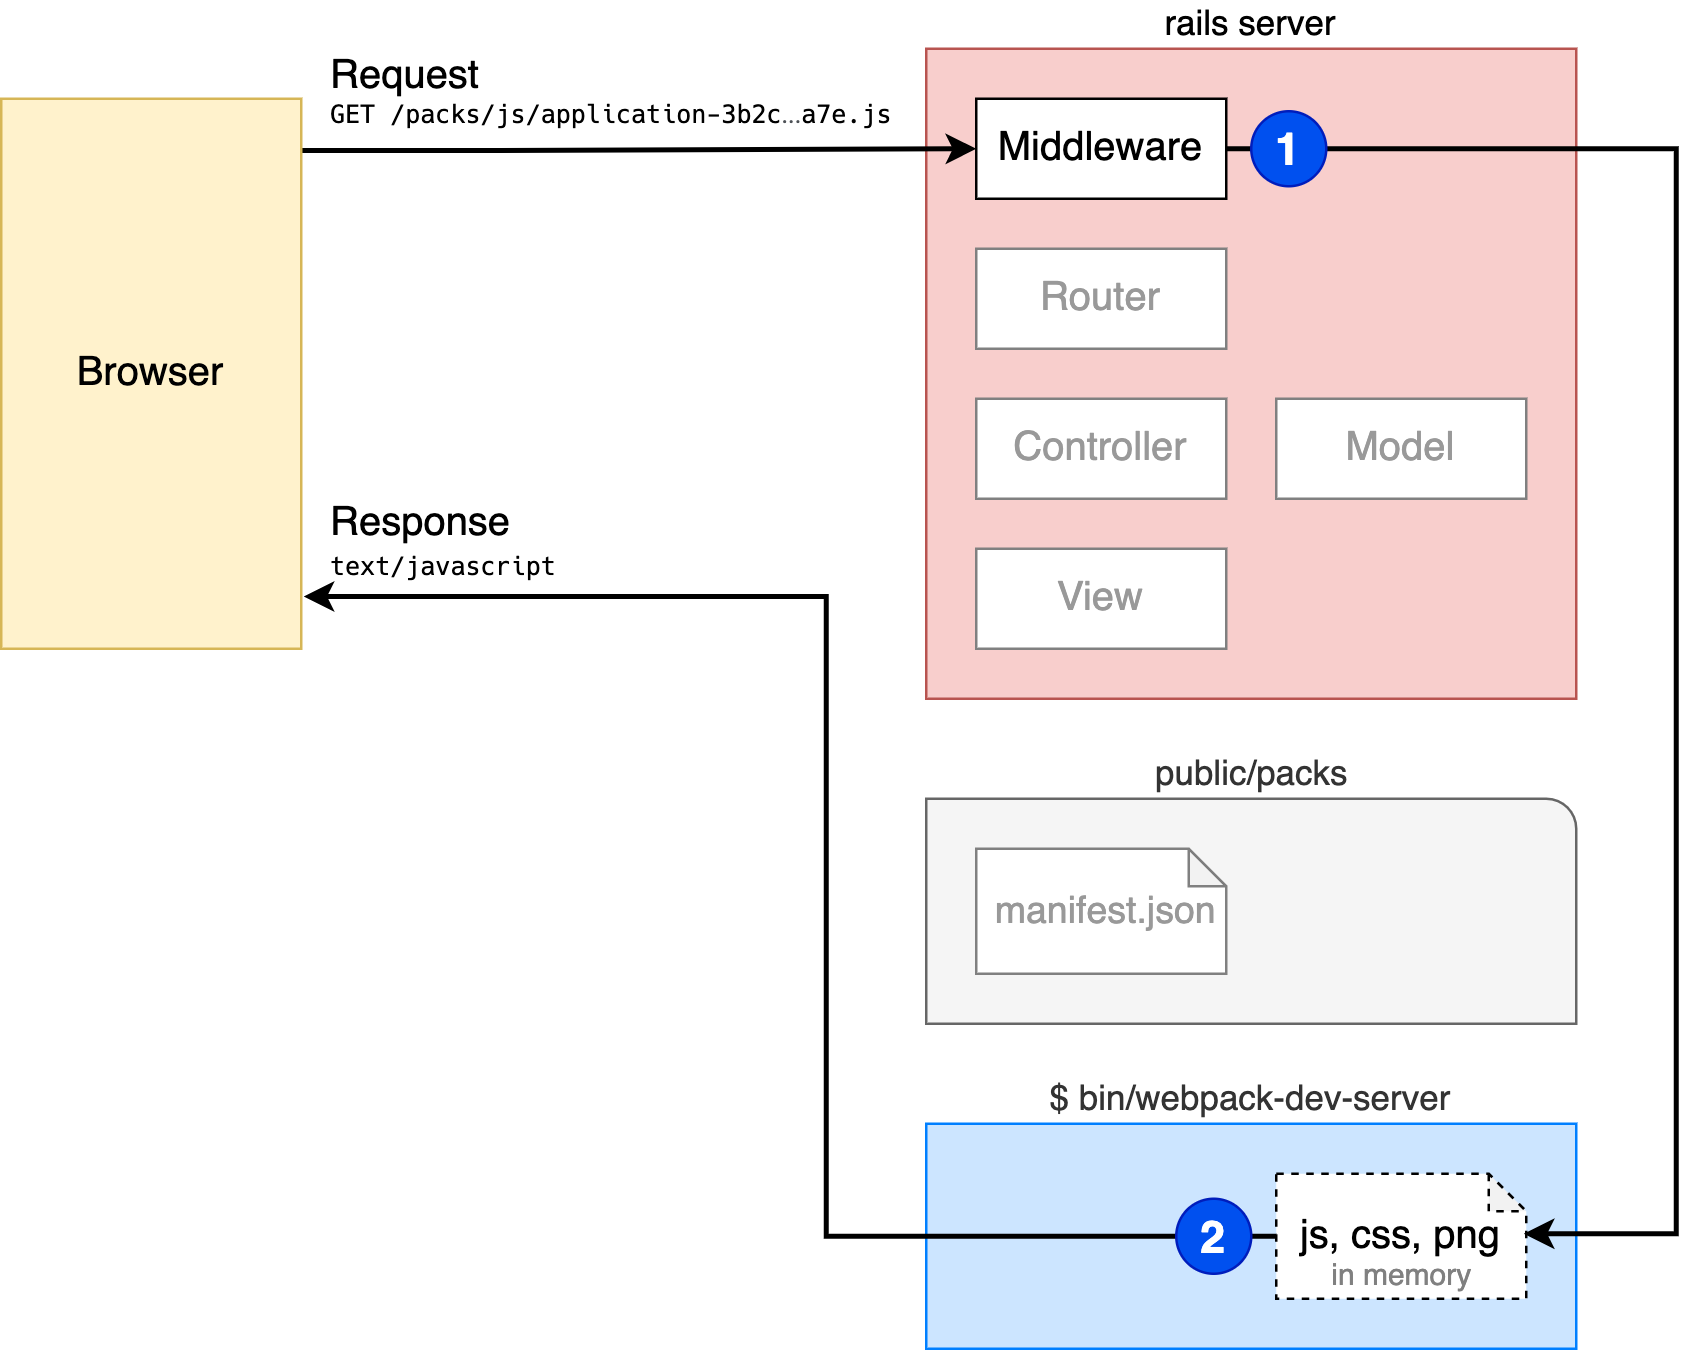 rails server
Request
GET /packs/js/application-3b2c...a7e.js
Middleware
1
Router
Browser
Controller
Model
Response
text/javascript
View
public/packs
manifest.json
$ bin/webpack-dev-server
2
js, css, png
in memory